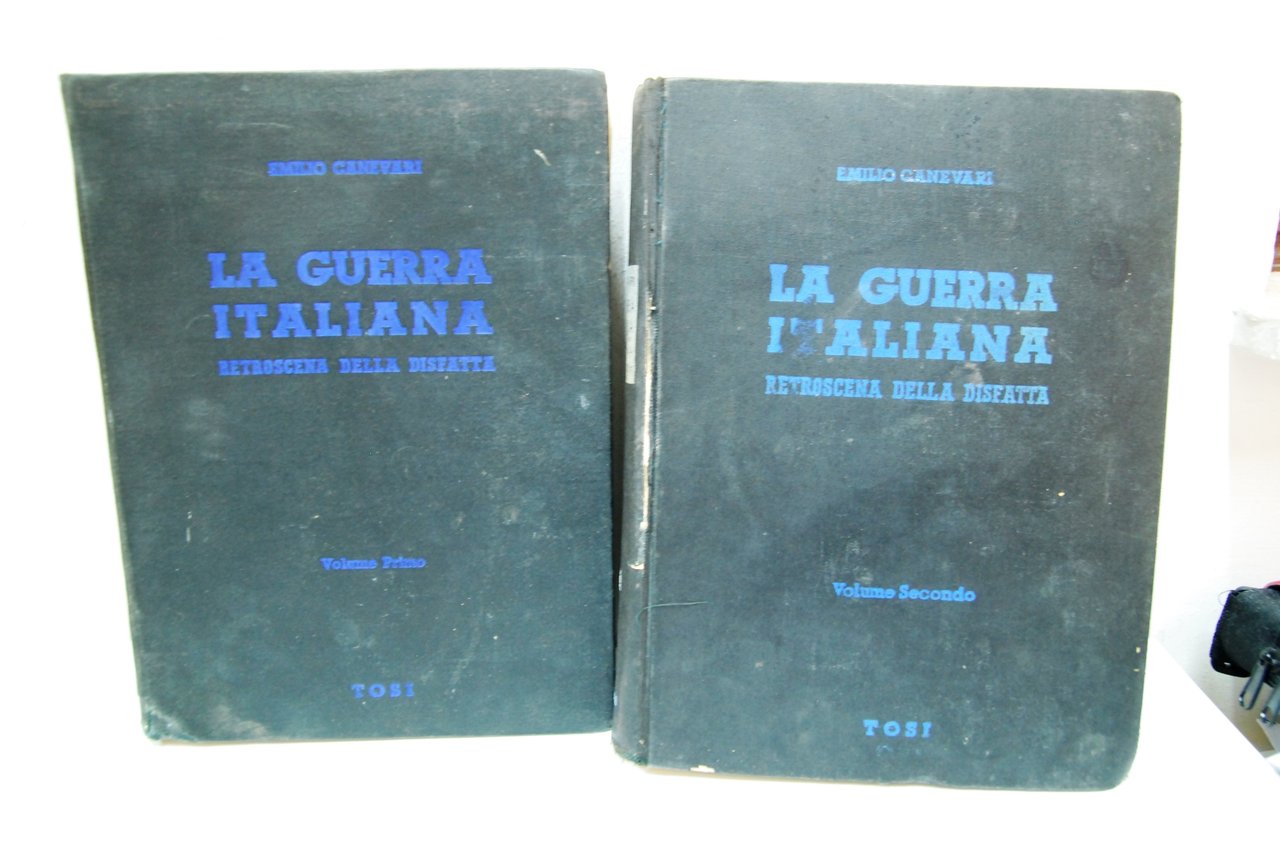 EMILIO CANEVARI
LA GUERRA
ITALIANA
RETROSCENA DELLA DISFATTA
Volume Primo
TOSI
EMILIO CANEVARI
LA GUERRA
ITALIANA
RETROSCENA DELLA DISFATTA
Volume Secondo
TOSI